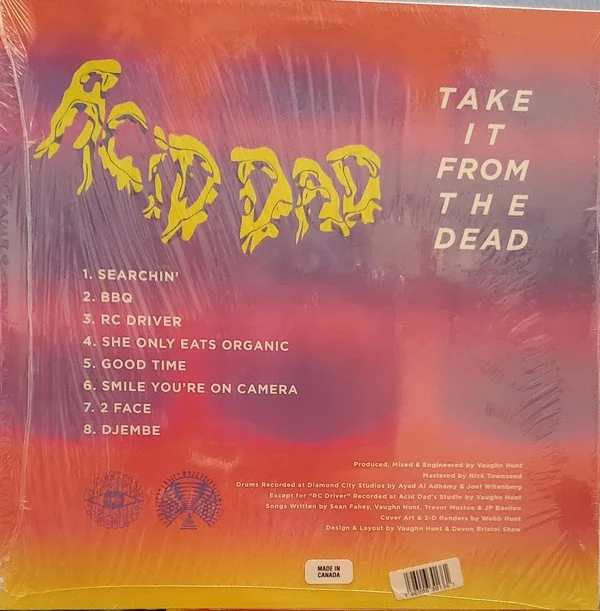 ACID DAD
TAKE
IT
FROM
THE
DEAD
1. SEARCHIN'
2. BBQ
3. RC DRIVER
4. SHE ONLY EATS ORGANIC
5. GOOD TIME
6. SMILE YOU'RE ON CAMERA
7. 2 FACE
8. DJEMBE
Produced, Mixed & Engineered by Vaughn Hunt
Mastered by Nick Townsend
Drums Recorded at Diamond City Studios by Ayad Al Adhamy & Joel Witenberg
Except for "RC Driver" Recorded at Acid Dad's Studio by Vaughn Hunt
Songs Written by Sean Fahey, Vaughn Hunt, Trevor Mustoe & JP Basileo
Cover Art & 3-D Renders by Webb Hunt
Design & Layout by Vaughn Hunt & Davon Bristol Shaw
MADE IN
CANADA